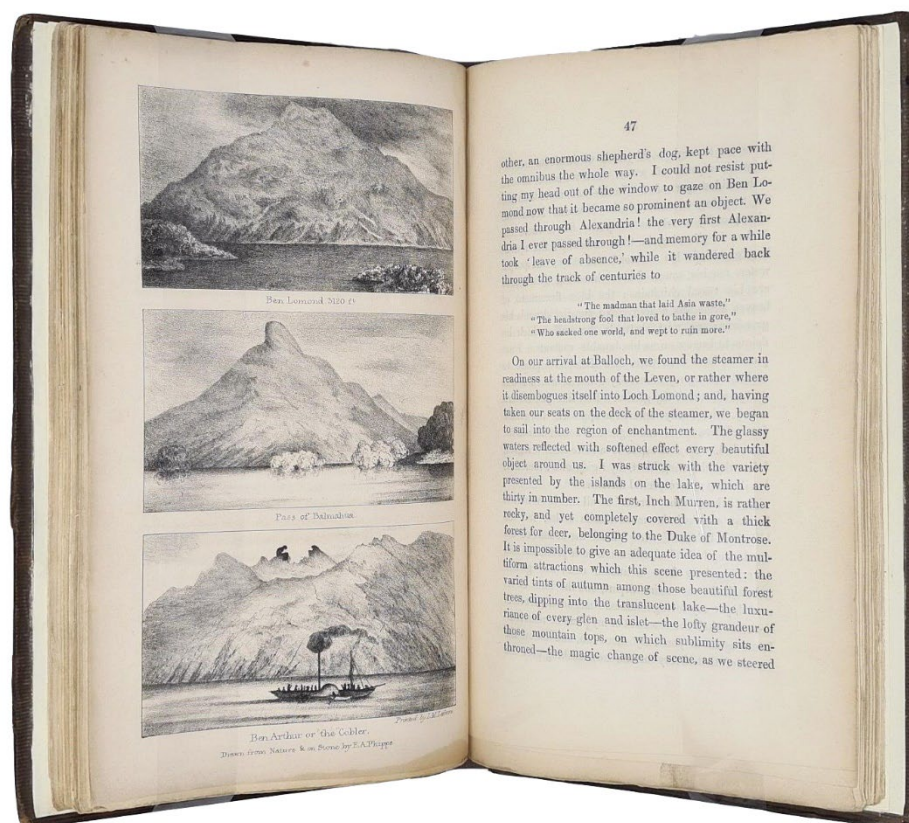 Ben Lomond 3120 ft
Pass of Balmahua.
Ben Arthur or 'the Cobler.
Printed by
Drawn from Nature & on Stone by E.A. Phipps
47
other, an enormous shepherd's dog, kept pace with
the omnibus the whole way. I could not resist put-
ting my head out of the window to gaze on Ben Lo-
mond now that it became so prominent an object. We
passed through Alexandria! the very first Alexan-
dria I ever passed through!—and memory for a while
took 'leave of absence,' while it wandered back
through the track of centuries to
"The madman that laid Asia waste,"
"The headstrong fool that loved to bathe in gore,"
"Who sacked one world, and wept to ruin more."
On our arrival at Balloch, we found the steamer in
readiness at the mouth of the Leven, or rather where
it disembogues itself into Loch Lomond; and, having
taken our seats on the deck of the steamer, we began
to sail into the region of enchantment. The glassy
waters reflected with softened effect every beautiful
object around us. I was struck with the variety
presented by the islands on the lake, which are
thirty in number. The first, Inch Murren, is rather
rocky, and yet completely covered with a thick
forest for deer, belonging to the Duke of Montrose.
It is impossible to give an adequate idea of the mul-
tiform attractions which this scene presented: the
varied tints of autumn among those beautiful forest
trees, dipping into the translucent lake—the luxu-
riance of every glen and islet—the lofty grandeur of
those mountain tops, on which sublimity sits en-
throned—the magic change of scene, as we steered